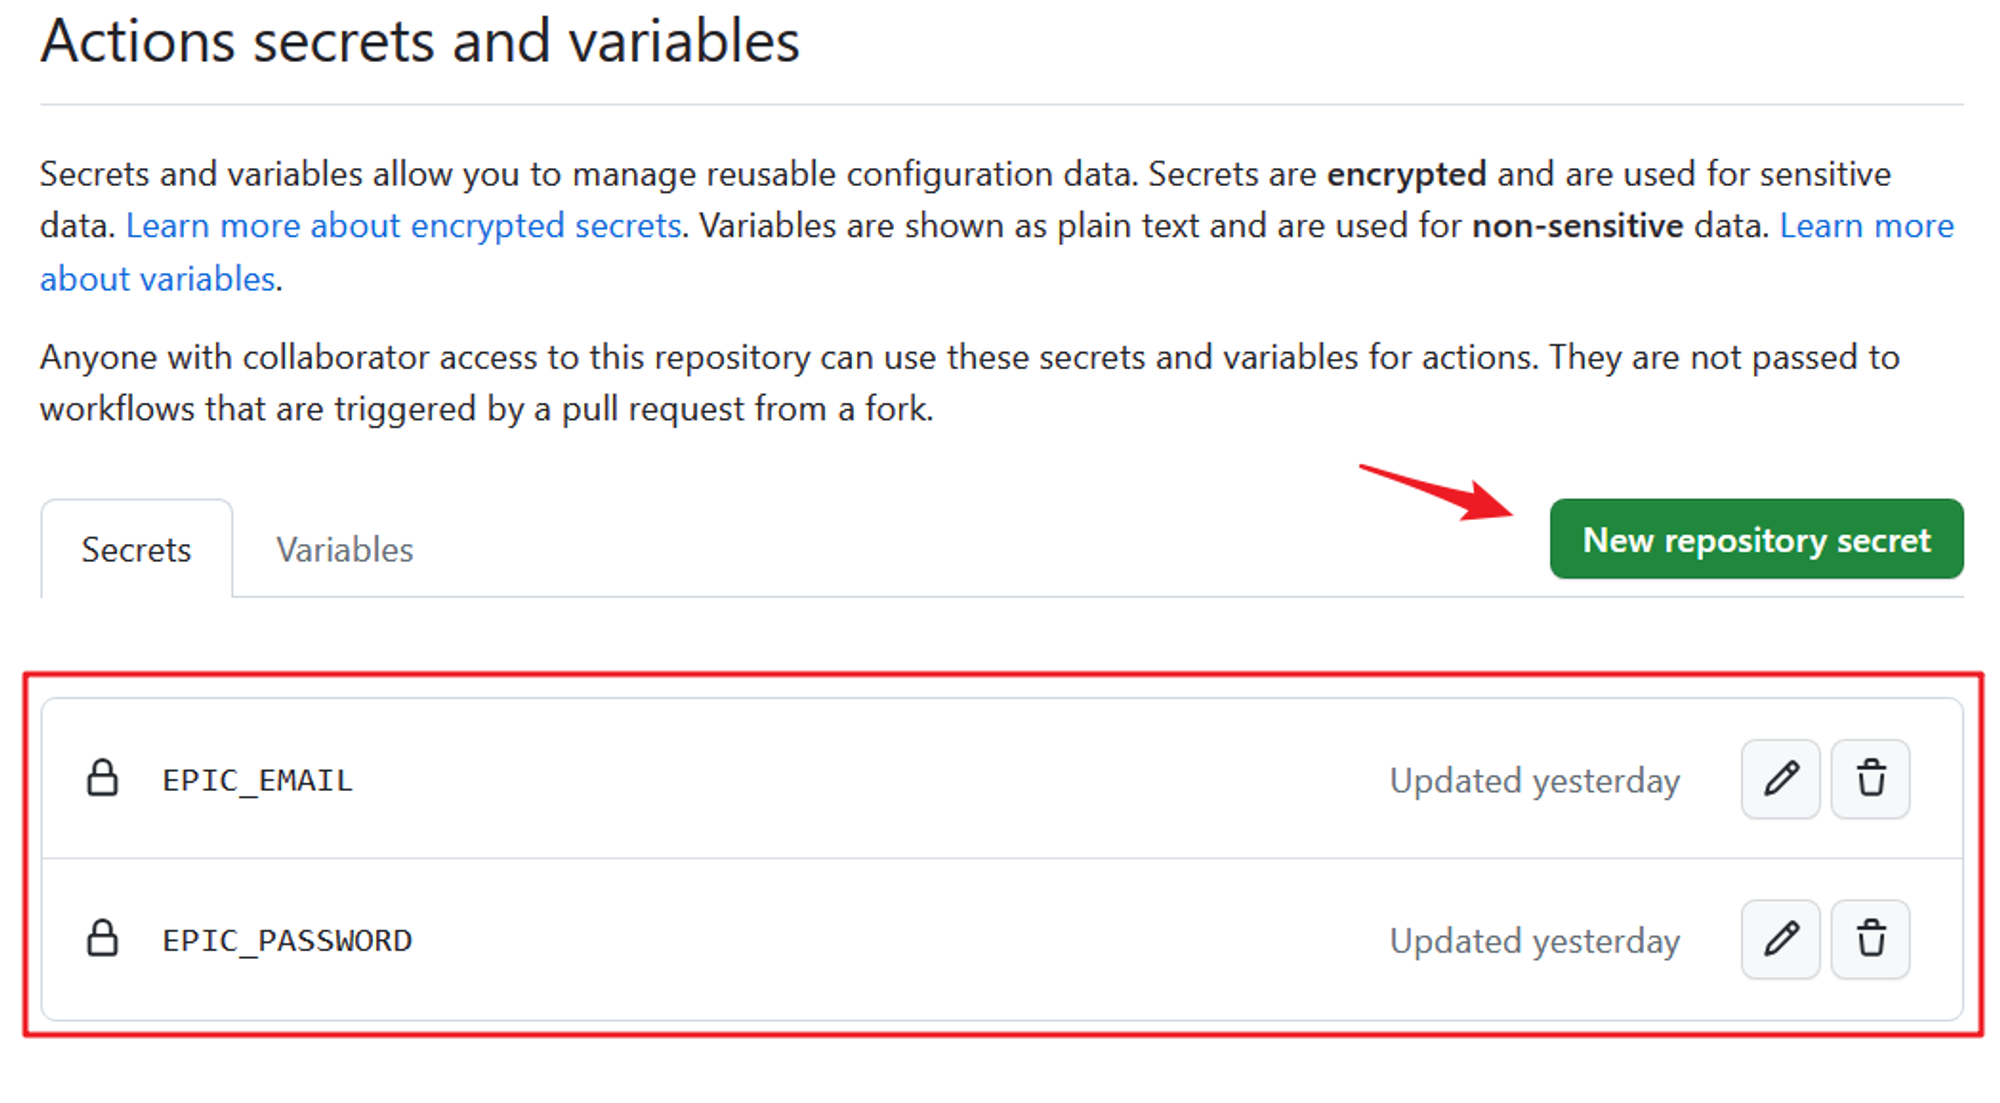 Actions secrets and variables
Secrets and variables allow you to manage reusable configuration data. Secrets are encrypted and are used for sensitive
data. Learn more about encrypted secrets. Variables are shown as plain text and are used for non-sensitive data. Learn more
about variables.
Anyone with collaborator access to this repository can use these secrets and variables for actions. They are not passed to
workflows that are triggered by a pull request from a fork.
Secrets Variables New repository secret
EPIC_EMAIL Updated yesterday
EPIC_PASSWORD Updated yesterday